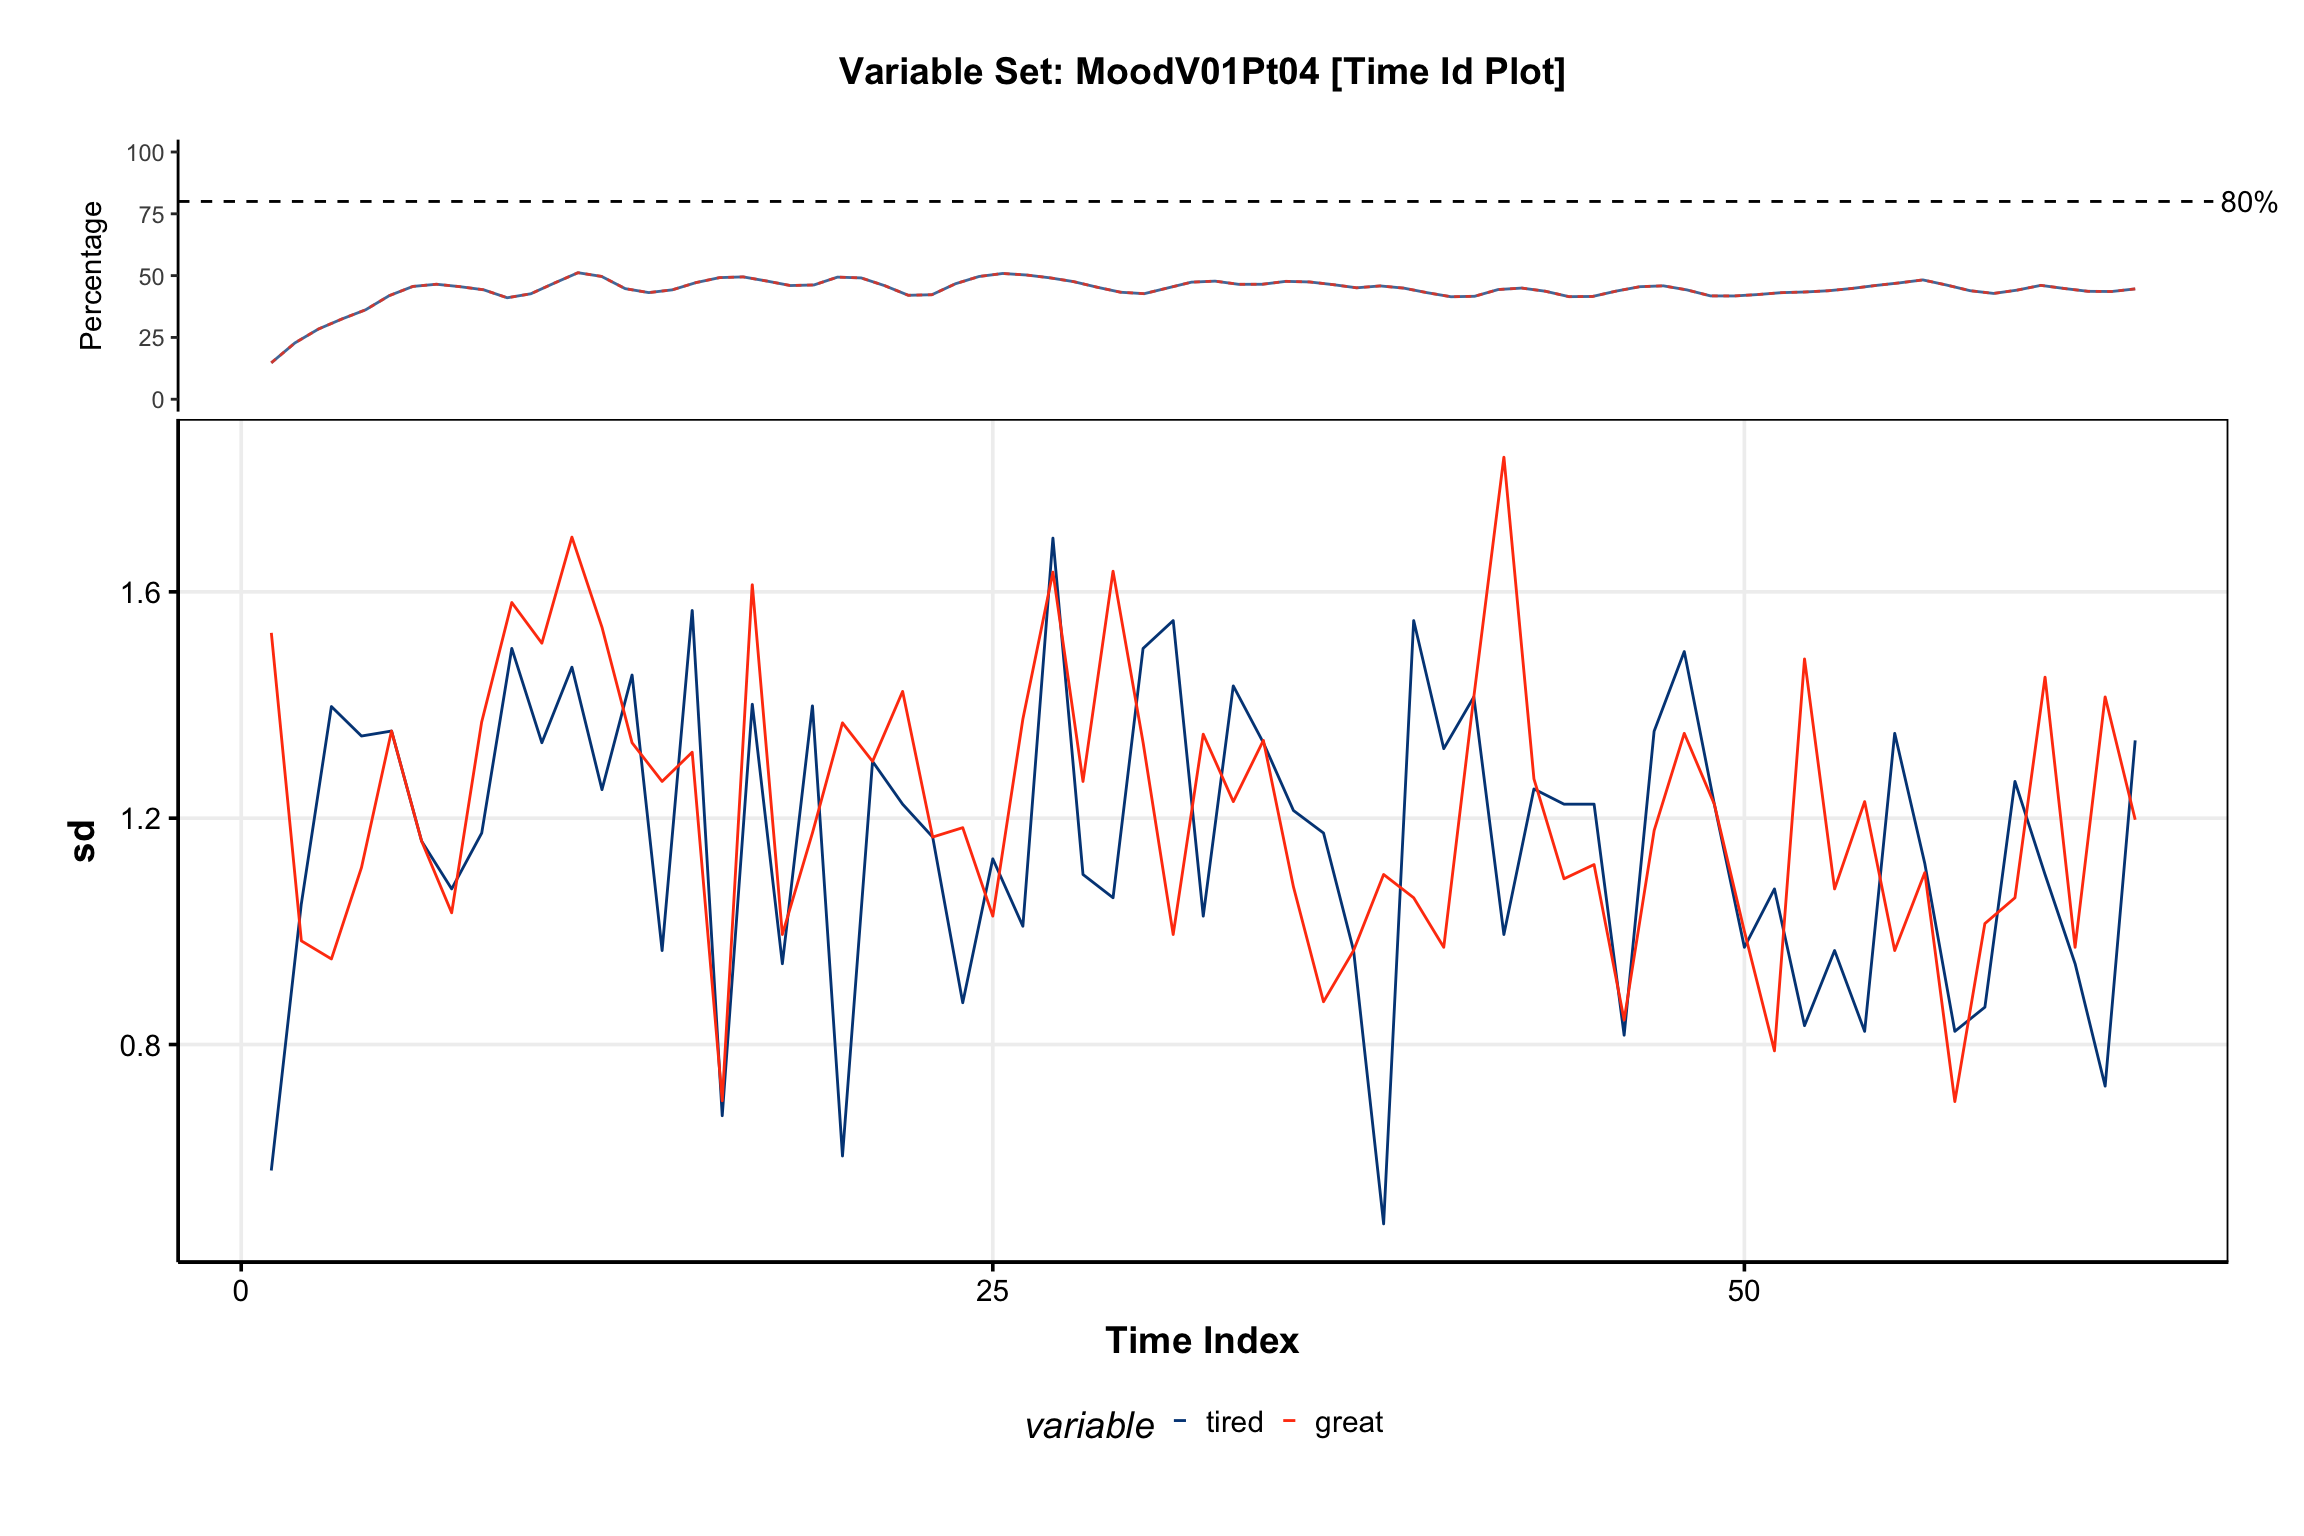 Variable Set: MoodV01Pt04 [Time Id Plot]
Percentage
100
75
50
25
0
80%
sd
1.6
1.2
0.8
0 25 50
Time Index
variable tired great